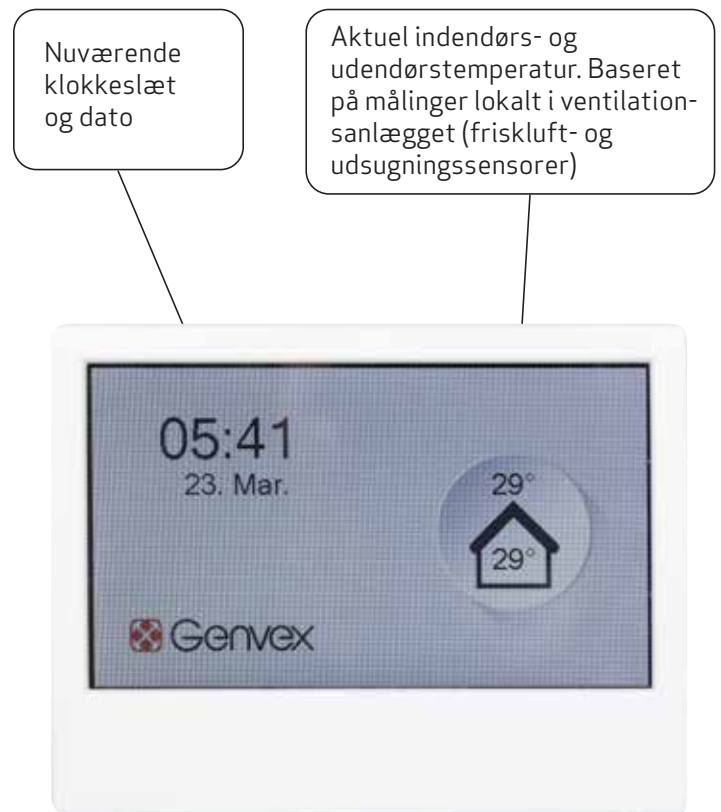 Nuværende
klokkeslæt
og dato
Aktuel indendørs- og
udendørstemperatur. Baseret
på målinger lokalt i ventilation-
sanlægget (friskluft- og
udsugningssensorer)
05:41
23. Mar.
29°
29°
Genvex